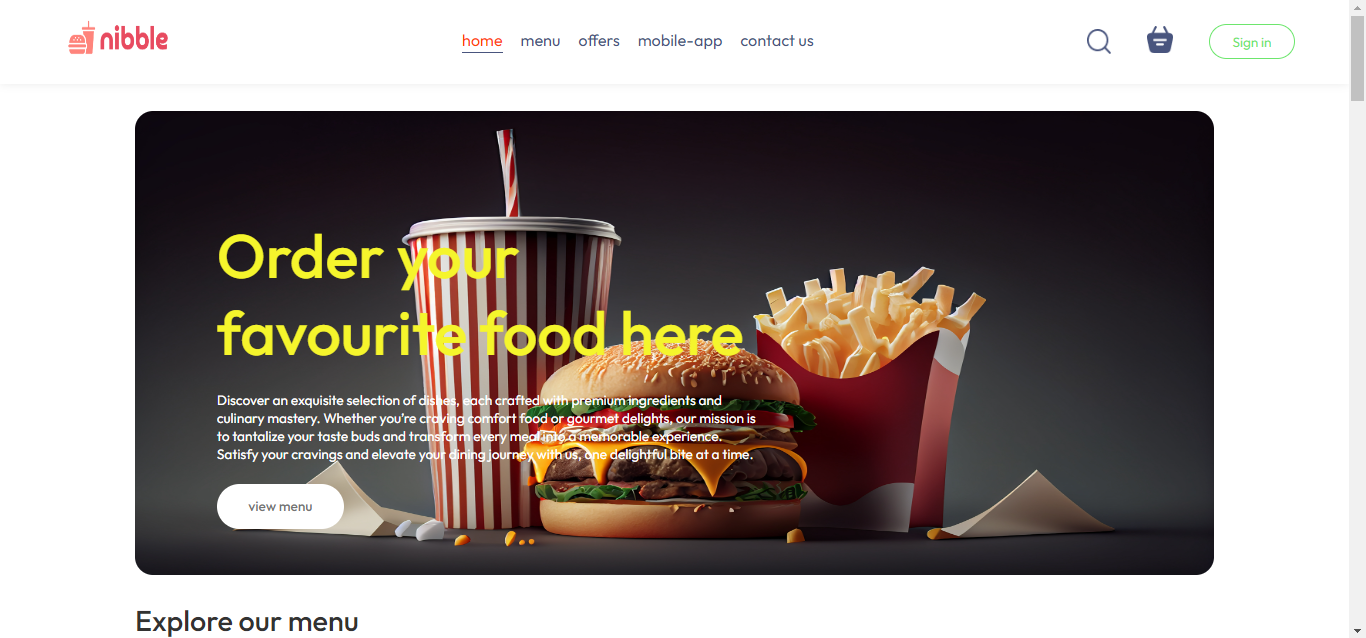 nibble
home menu offers mobile-app contact us
Sign in
Order your
favourite food here
Discover an exquisite selection of dishes, each crafted with premium ingredients and
culinary mastery. Whether you're craving comfort food or gourmet delights, our mission is
to tantalize your taste buds and transform every meal into a memorable experience.
Satisfy your cravings and elevate your dining journey with us, one delightful bite at a time.
view menu
Explore our menu